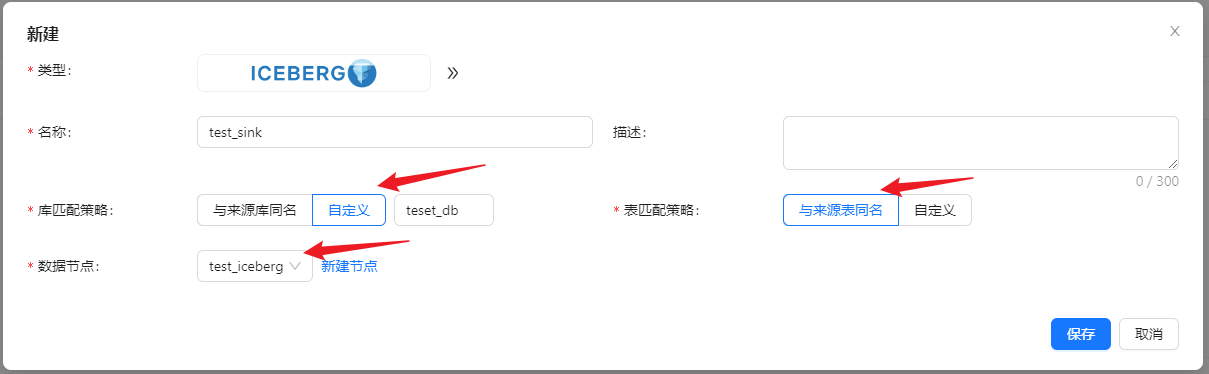 新建
* 类型: ICEBERG
* 名称: test_sink 描述:
0 / 300
* 库匹配策略: 与来源库同名 自定义 teset_db * 表匹配策略: 与来源表同名 自定义
* 数据节点: test_iceberg 新建节点
保存 取消